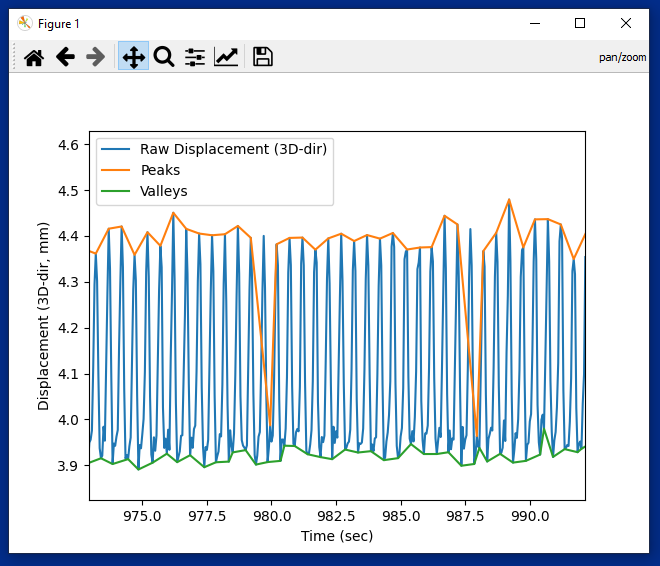 Figure 1
pan/zoom
Raw Displacement (3D-dir)
Peaks
Valleys
4.6
4.5
4.4
4.3
4.2
4.1
4.0
3.9
Displacement (3D-dir, mm)
975.0 977.5 980.0 982.5 985.0 987.5 990.0
Time (sec)